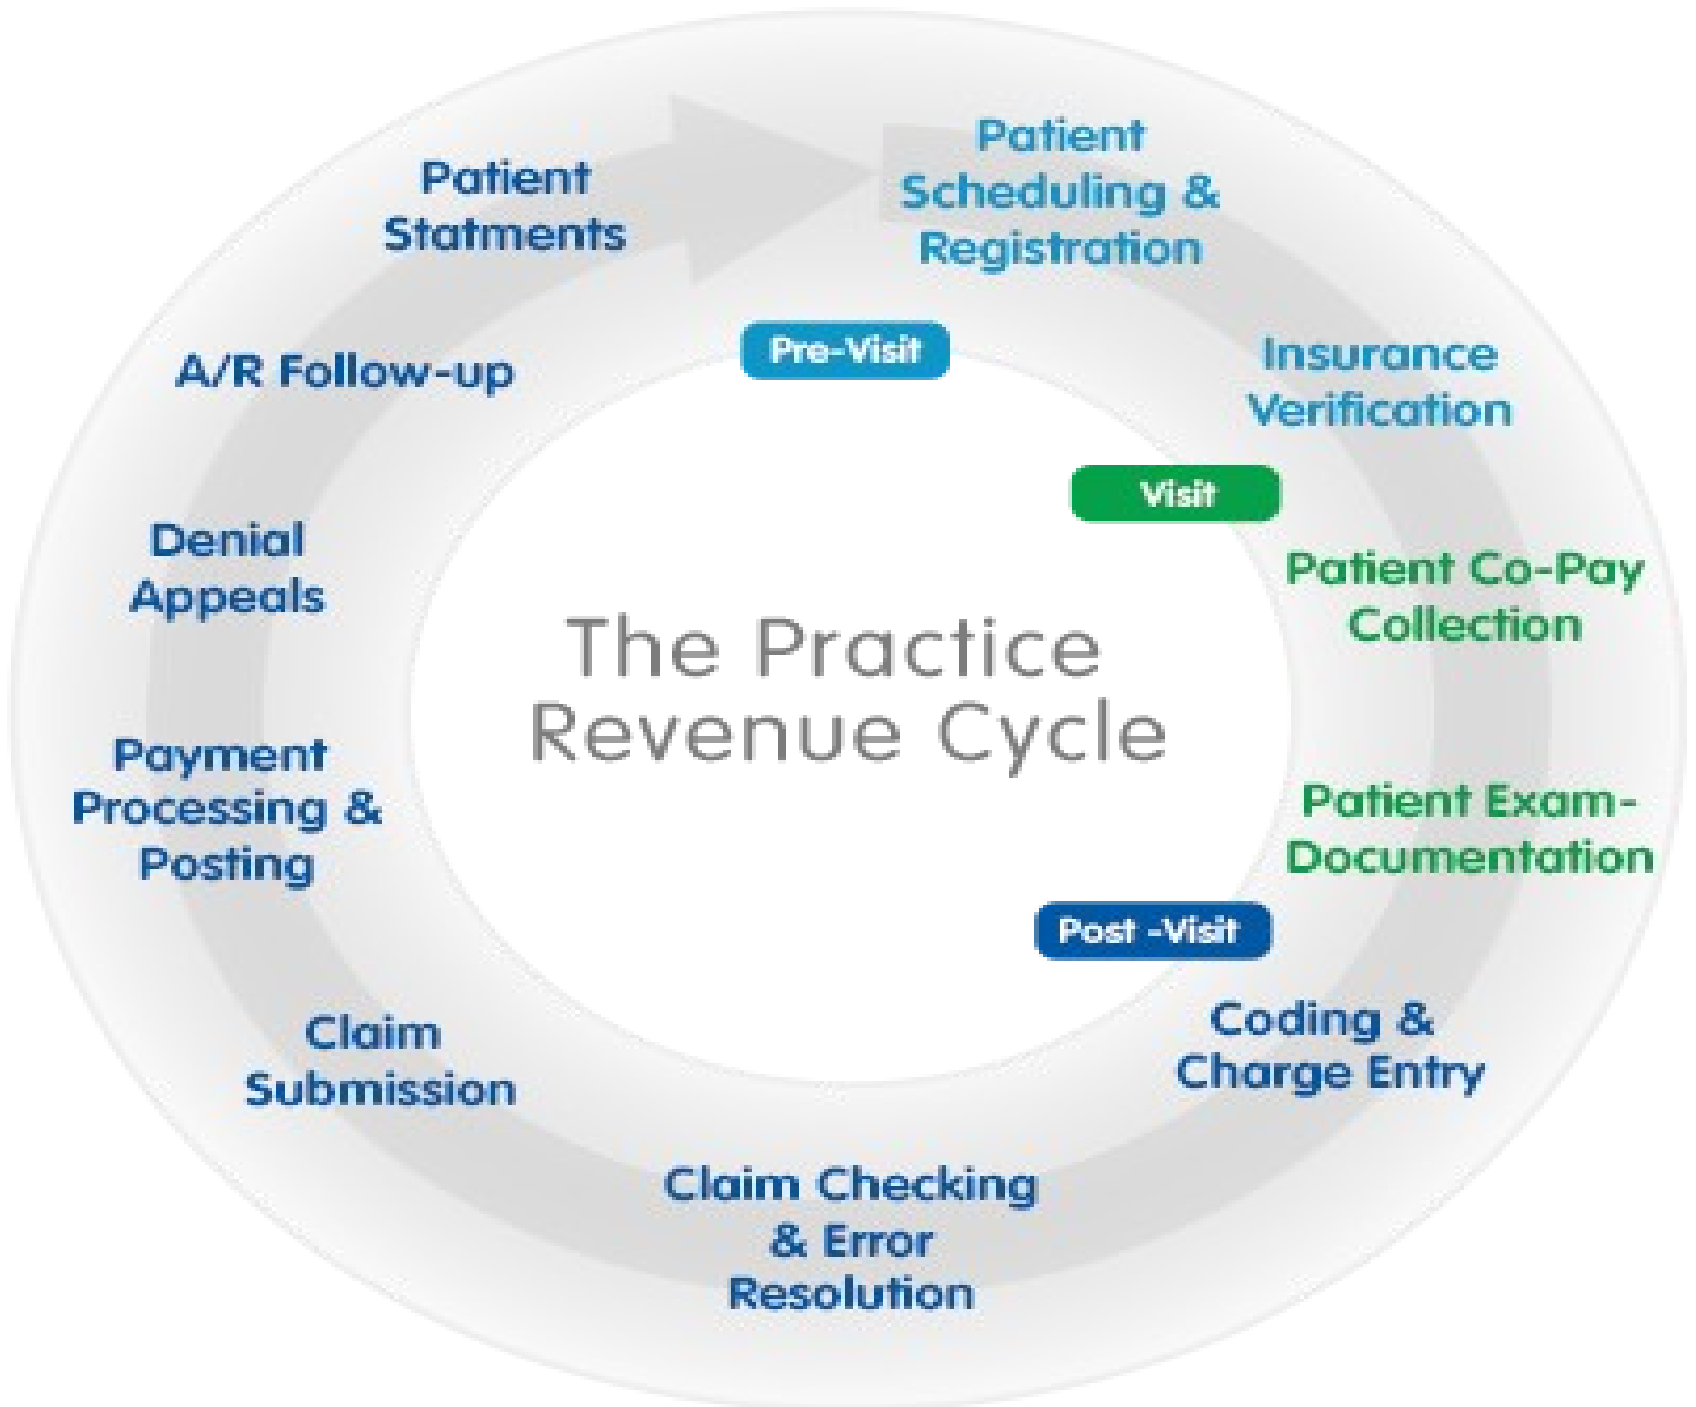 The Practice
Revenue Cycle
Pre-Visit
Patient
Scheduling &
Registration
Insurance
Verification
Visit
Patient Co-Pay
Collection
Patient Exam-
Documentation
Post -Visit
Coding &
Charge Entry
Claim Checking
& Error
Resolution
Claim
Submission
Payment
Processing &
Posting
Denial
Appeals
A/R Follow-up
Patient
Statments